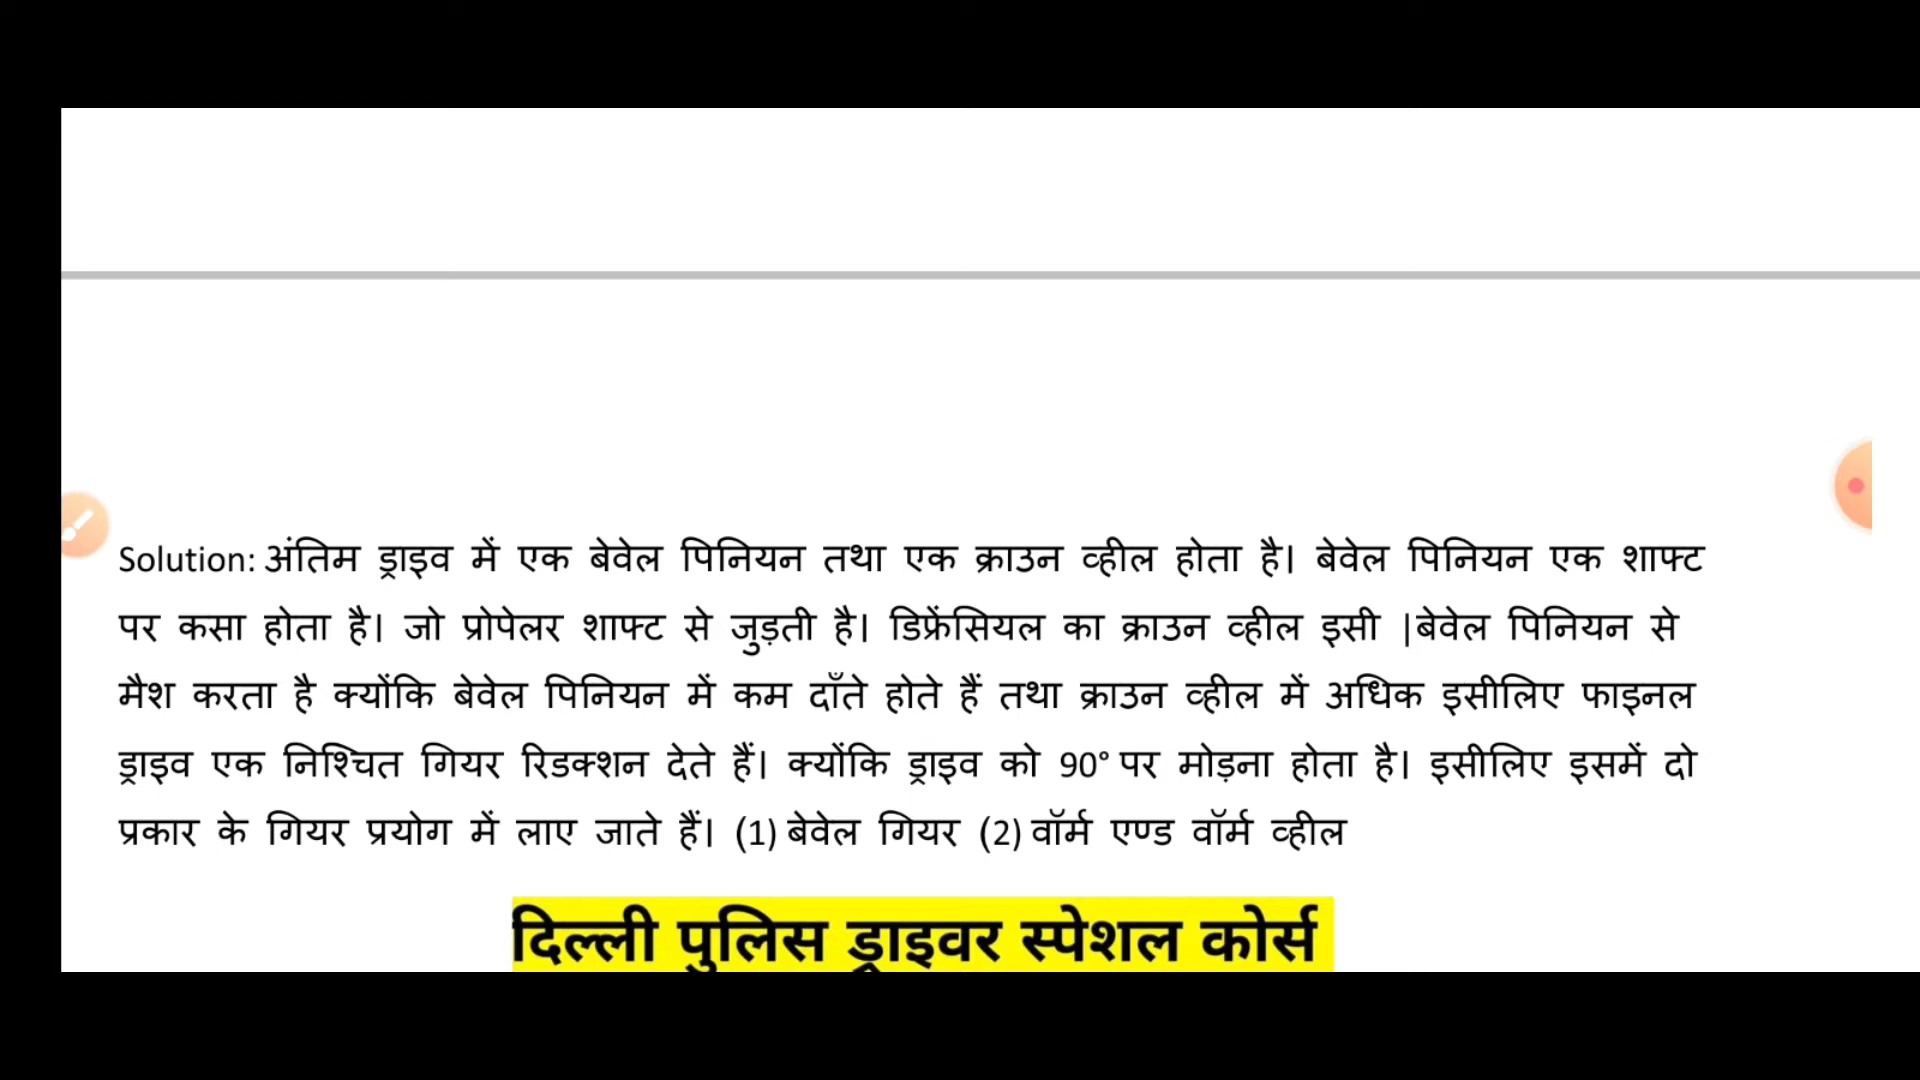 Solution: अंतिम ड्राइव में एक बेवेल पिनियन तथा एक क्राउन व्हील होता है। बेवेल पिनियन एक शाफ्ट
पर कसा होता है। जो प्रोपेलर शाफ्ट से जुड़ती है। डिफ्रेंसियल का क्राउन व्हील इसी |बेवेल पिनियन से
मैश करता है क्योंकि बेवेल पिनियन में कम दाँते होते हैं तथा क्राउन व्हील में अधिक इसीलिए फाइनल
ड्राइव एक निश्चित गियर रिडक्शन देते हैं। क्योंकि ड्राइव को 90° पर मोड़ना होता है। इसीलिए इसमें दो
प्रकार के गियर प्रयोग में लाए जाते हैं। (1) बेवेल गियर (2) वॉर्म एण्ड वॉर्म व्हील
दिल्ली पुलिस ड्राइवर स्पेशल कोर्स